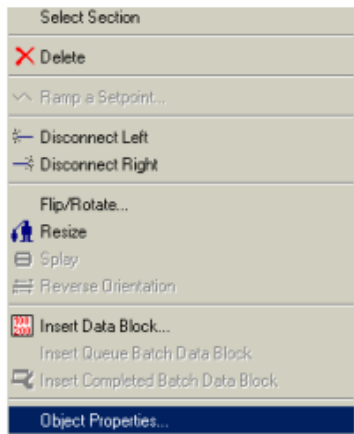 Select Section
Delete
Ramp a Setpoint...
Disconnect Left
Disconnect Right
Flip/Rotate...
Resize
Splay
Reverse Orientation
Insert Data Block...
Insert Queue Batch Data Block
Insert Completed Batch Data Block
Object Properties...